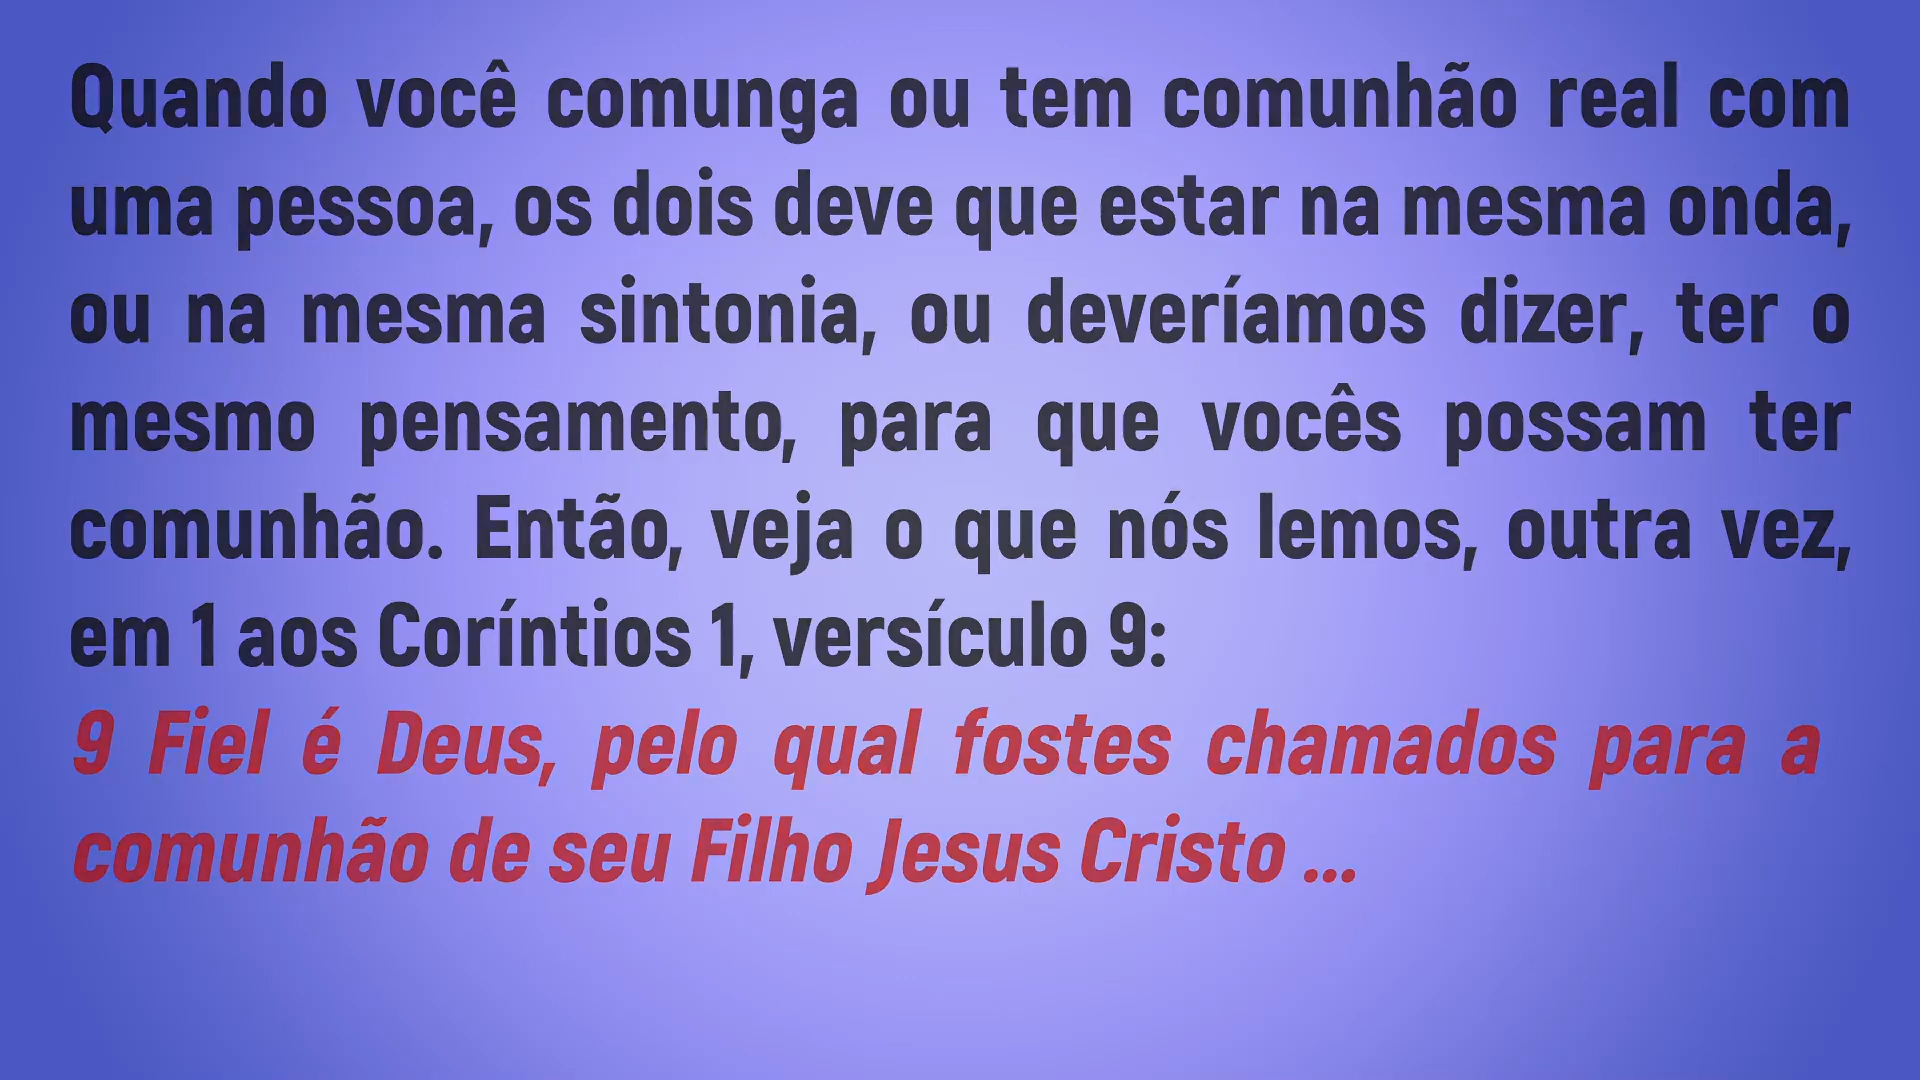 Quando você comunga ou tem comunhão real com
uma pessoa, os dois deve que estar na mesma onda,
ou na mesma sintonia, ou deveríamos dizer, ter o
mesmo pensamento, para que vocês possam ter
comunhão. Então, veja o que nós lemos, outra vez,
em 1 aos Coríntios 1, versículo 9:
9 Fiel é Deus, pelo qual fostes chamados para a
comunhão de seu Filho Jesus Cristo ...